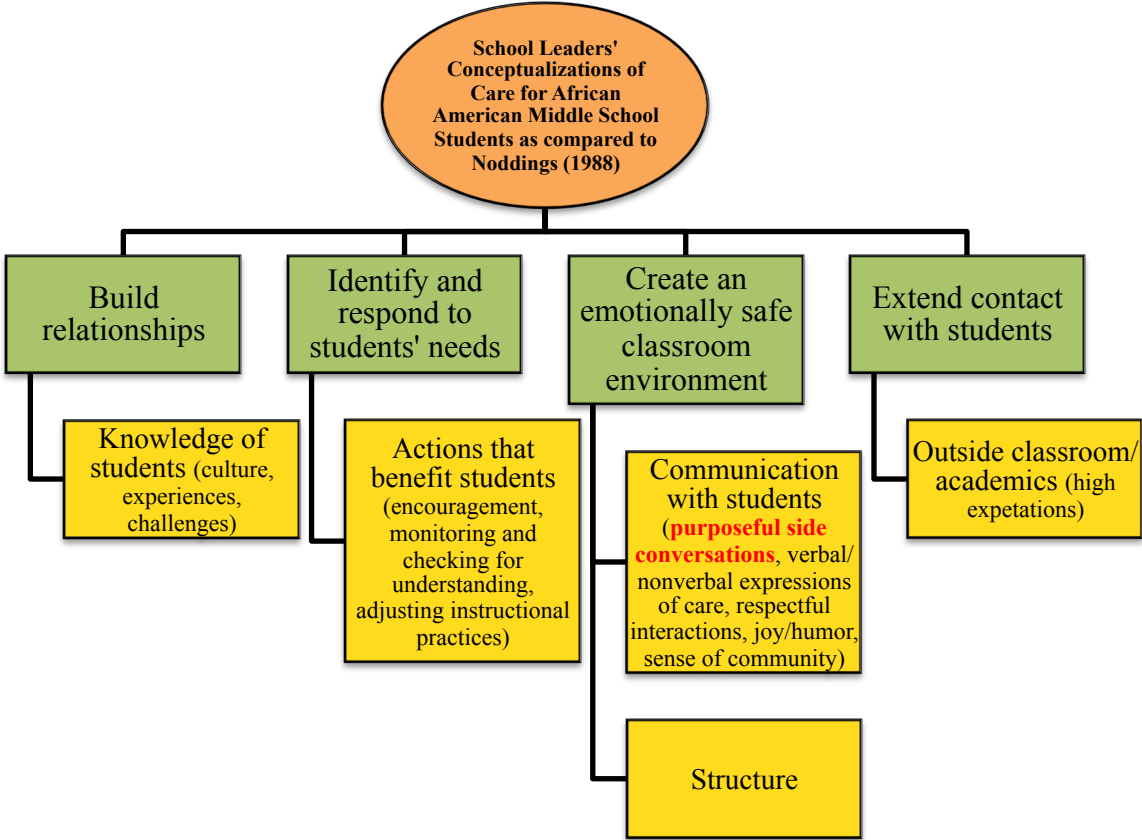 School Leaders'
Conceptualizations of
Care for African
American Middle School
Students as compared to
Noddings (1988)
Build
relationships
Identify and
respond to
students' needs
Create an
emotionally safe
classroom
environment
Extend contact
with students
Knowledge of
students (culture,
experiences,
challenges)
Actions that
benefit students
(encouragement,
monitoring and
checking for
understanding,
adjusting instructional
practices)
Communication
with students
(purposeful side
conversations, verbal/
nonverbal expressions
of care, respectful
interactions, joy/humor,
sense of community)
Structure
Outside classroom/
academics (high
expetations)